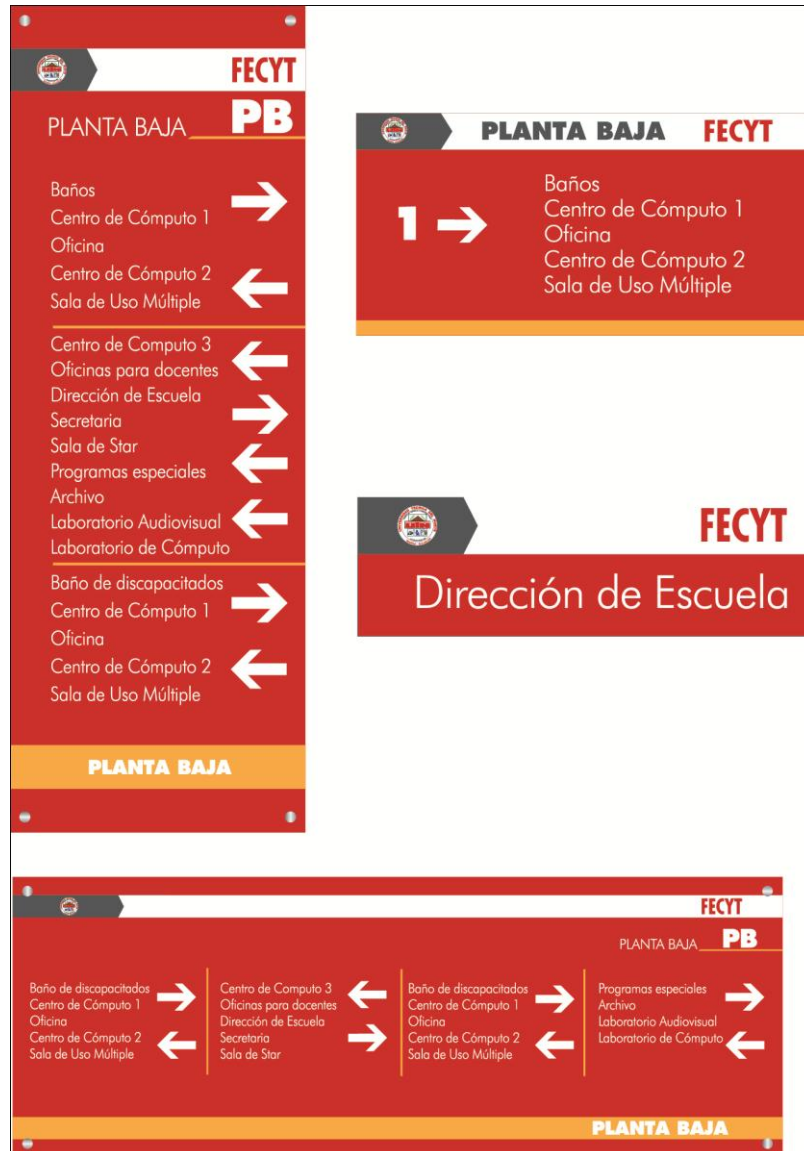 FECYT
PLANTA BAJA PB
Baños
Centro de Cómputo 1
Oficina
Centro de Cómputo 2
Sala de Uso Múltiple
Centro de Computo 3
Oficinas para docentes
Dirección de Escuela
Secretaria
Sala de Star
Programas especiales
Archivo
Laboratorio Audiovisual
Laboratorio de Cómputo
Baño de discapacitados
Centro de Cómputo 1
Oficina
Centro de Cómputo 2
Sala de Uso Múltiple
PLANTA BAJA
PLANTA BAJA FECYT
1
Baños
Centro de Cómputo 1
Oficina
Centro de Cómputo 2
Sala de Uso Múltiple
FECYT
Dirección de Escuela
FECYT
PLANTA BAJA PB
Baño de discapacitados
Centro de Cómputo 1
Oficina
Centro de Cómputo 2
Sala de Uso Múltiple
Centro de Computo 3
Oficinas para docentes
Dirección de Escuela
Secretaria
Sala de Star
Baño de discapacitados
Centro de Cómputo 1
Oficina
Centro de Cómputo 2
Sala de Uso Múltiple
Programas especiales
Archivo
Laboratorio Audiovisual
Laboratorio de Cómputo
PLANTA BAJA